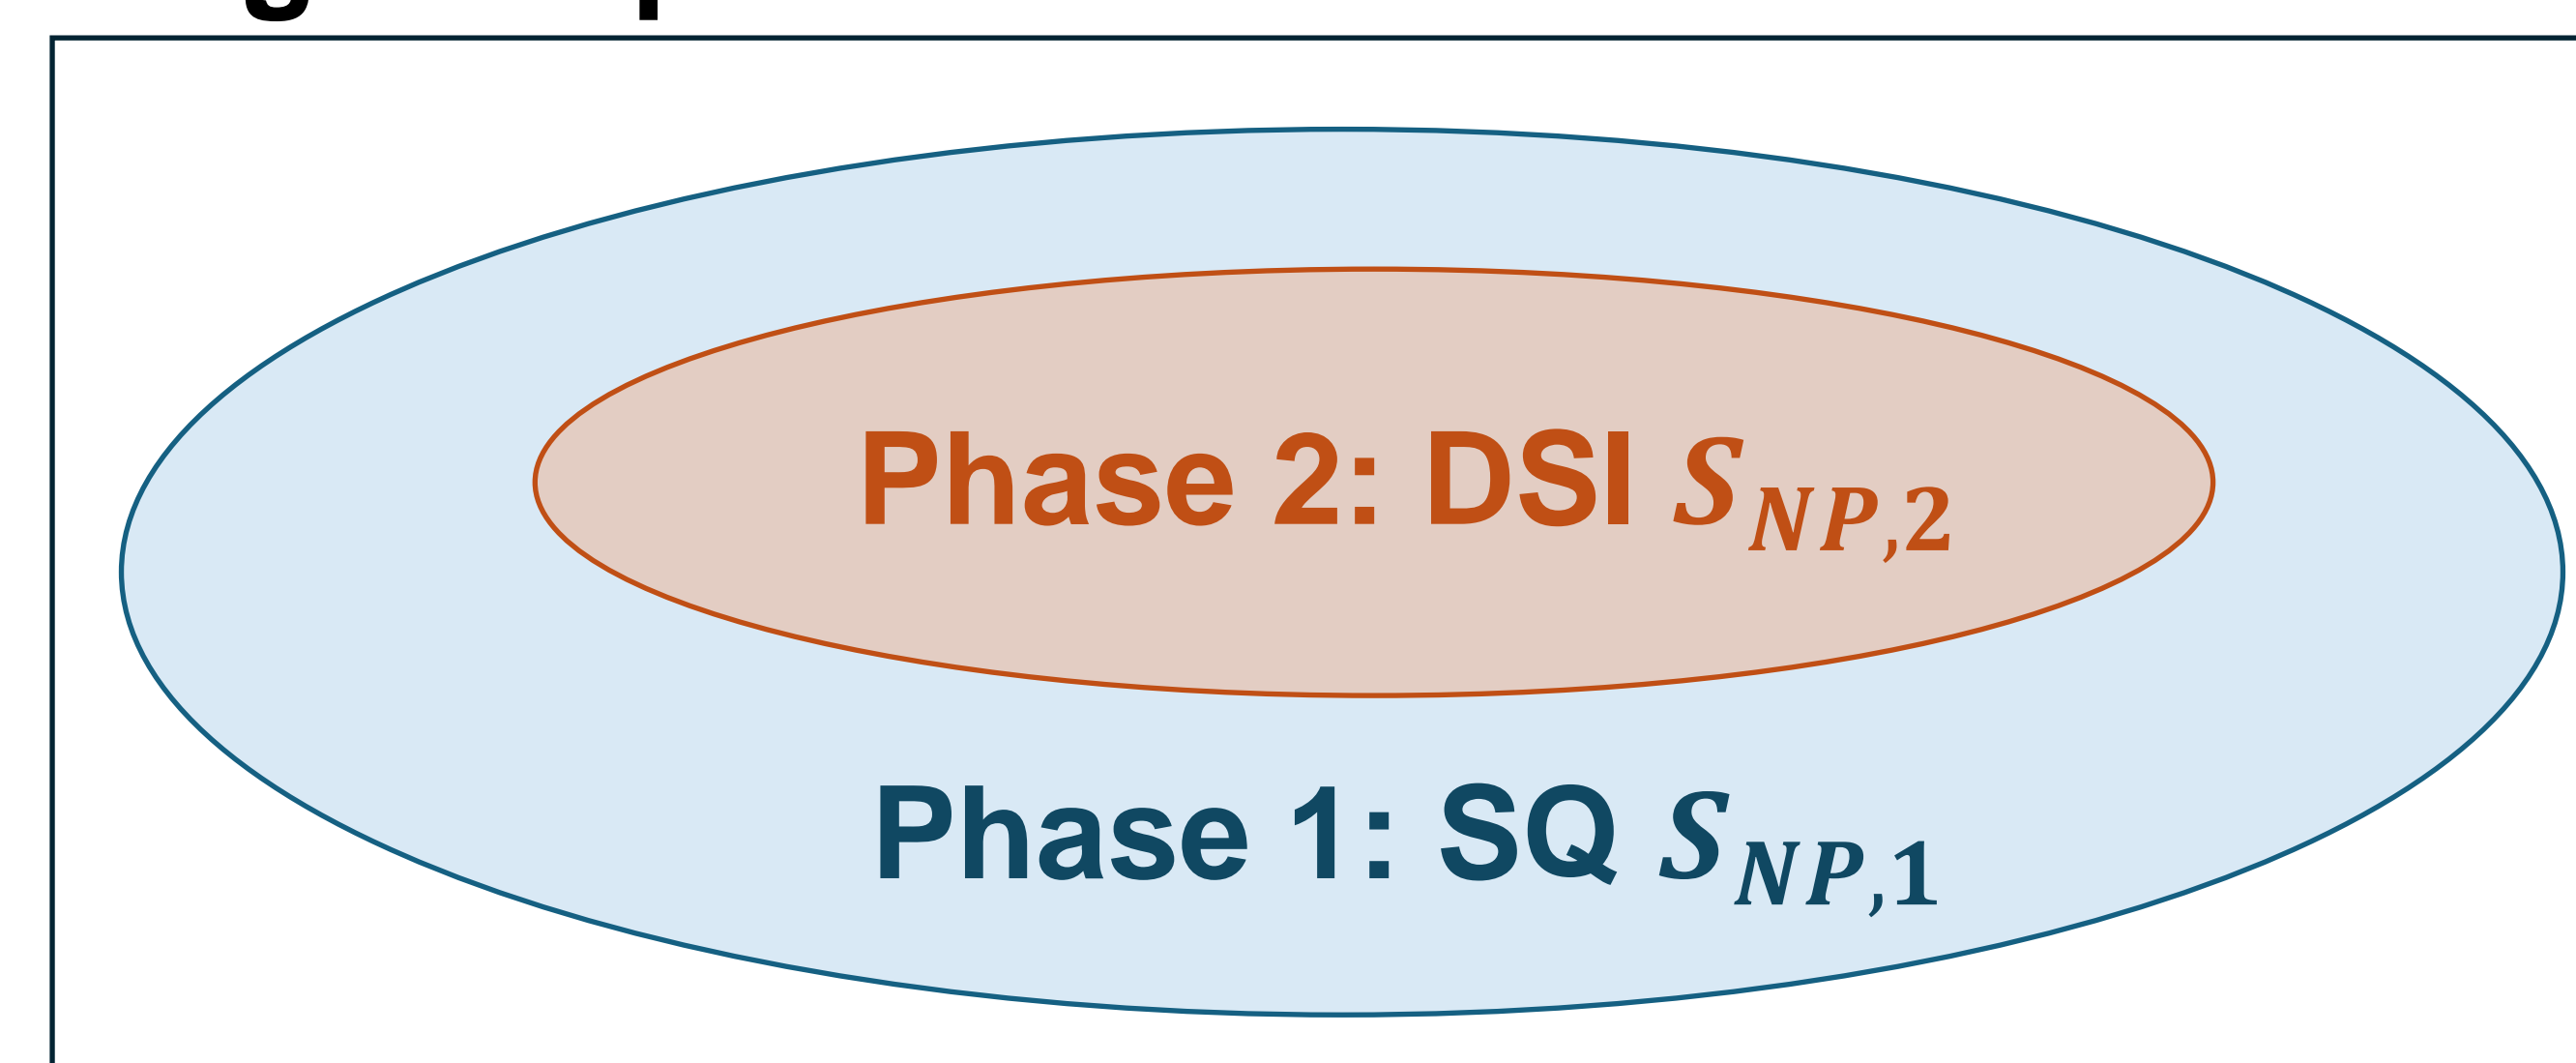 Phase 2: DSI S_{NP,2}
Phase 1: SQ S_{NP,1}